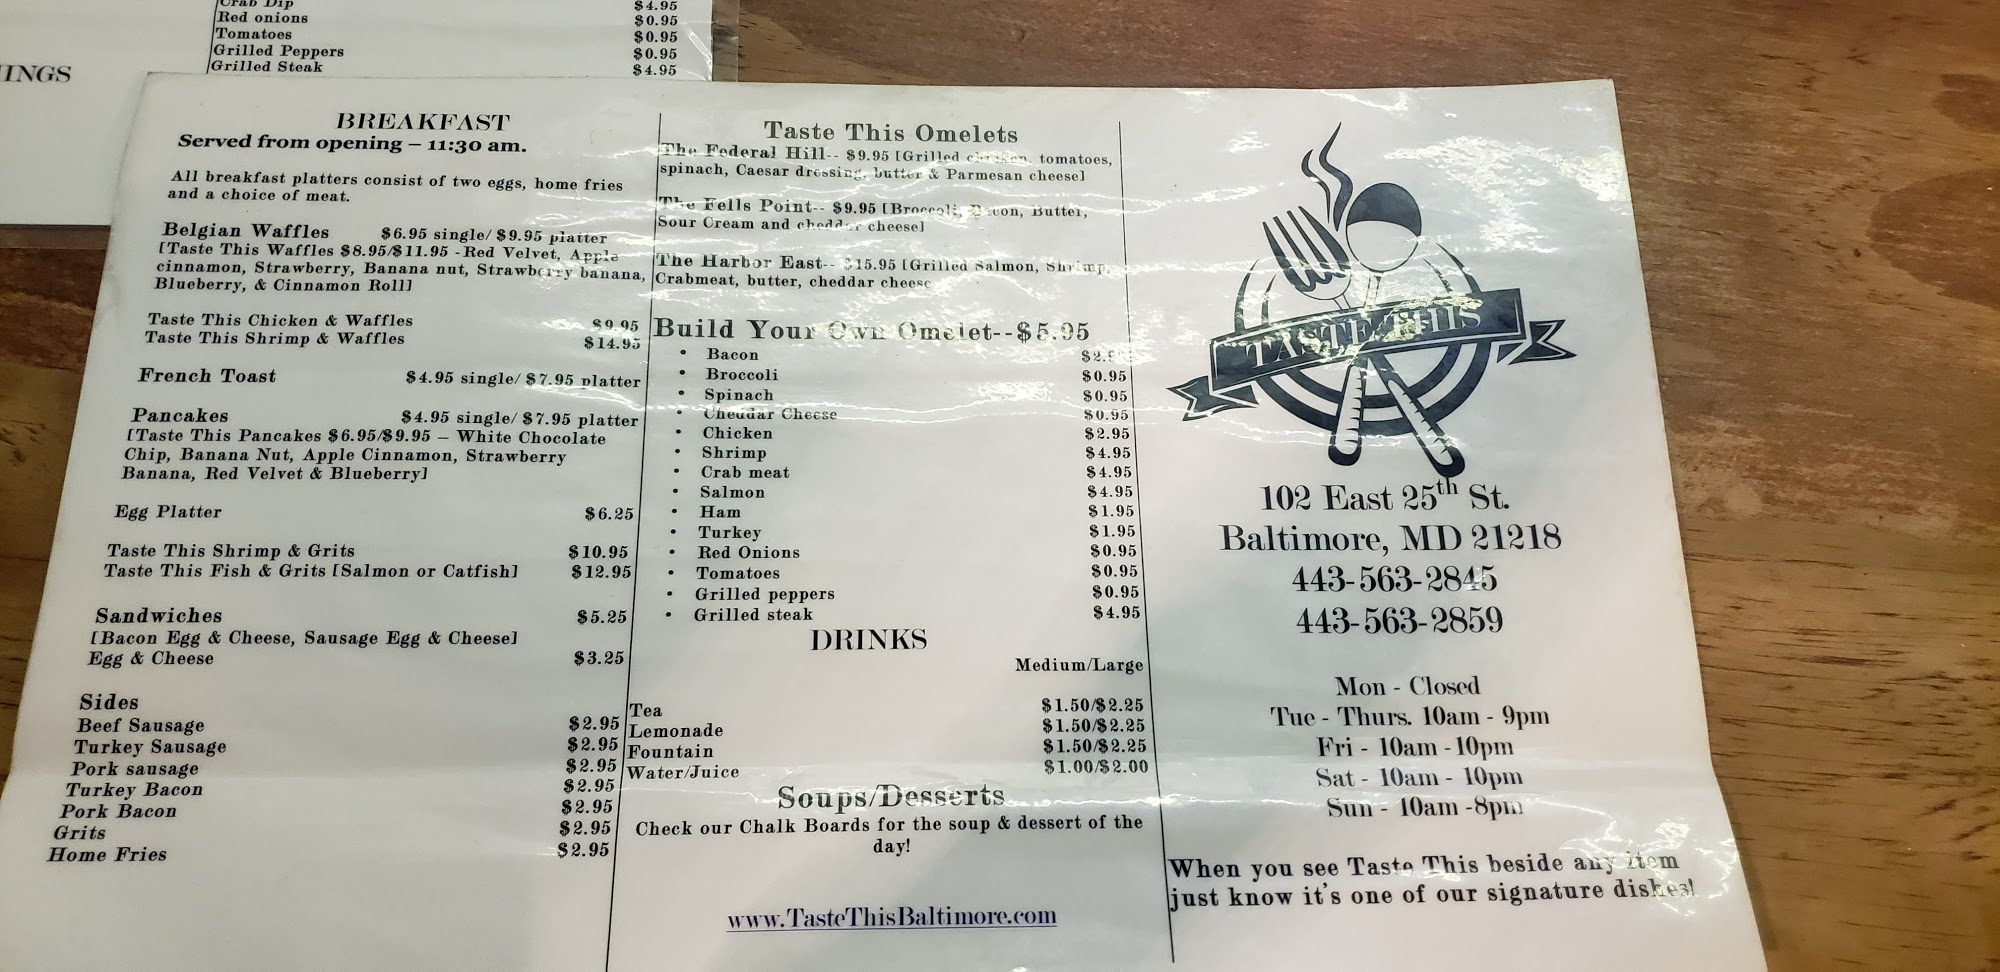 Crab Dip $4.95
Red onions $0.95
Tomatoes $0.95
Grilled Peppers $0.95
Grilled Steak $4.95
INGS
BREAKFAST
Served from opening – 11:30 am.
All breakfast platters consist of two eggs, home fries
and a choice of meat.
Belgian Waffles $6.95 single/ $9.95 platter
[Taste This Waffles $8.95/$11.95 -Red Velvet, Apple
cinnamon, Strawberry, Banana nut, Strawberry banana,
Blueberry, & Cinnamon Roll]
Taste This Chicken & Waffles $9.95
Taste This Shrimp & Waffles $14.95
French Toast $4.95 single/ $7.95 platter
Pancakes $4.95 single/ $7.95 platter
[Taste This Pancakes $6.95/$9.95 – White Chocolate
Chip, Banana Nut, Apple Cinnamon, Strawberry
Banana, Red Velvet & Blueberry]
Egg Platter $6.25
Taste This Shrimp & Grits $10.95
Taste This Fish & Grits [Salmon or Catfish] $12.95
Sandwiches $5.25
[Bacon Egg & Cheese, Sausage Egg & Cheese]
Egg & Cheese $3.25
Sides
Beef Sausage $2.95
Turkey Sausage $2.95
Pork sausage $2.95
Turkey Bacon $2.95
Pork Bacon $2.95
Grits $2.95
Home Fries $2.95
Taste This Omelets
The Federal Hill-- $9.95 [Grilled chicken, tomatoes,
spinach, Caesar dressing, butter & Parmesan cheese]
The Fells Point-- $9.95 [Broccoli, Bacon, Butter,
Sour Cream and cheddar cheese]
The Harbor East-- $15.95 [Grilled Salmon, Shrimp,
Crabmeat, butter, cheddar cheese
Build Your Own Omelet--$5.95
• Bacon
• Broccoli $0.95
• Spinach $0.95
• Cheddar Cheese $0.95
• Chicken $2.95
• Shrimp $4.95
• Crab meat $4.95
• Salmon $4.95
• Ham $1.95
• Turkey $1.95
• Red Onions $0.95
• Tomatoes $0.95
• Grilled peppers $0.95
• Grilled steak $4.95
DRINKS
Medium/Large
Tea $1.50/$2.25
Lemonade $1.50/$2.25
Fountain $1.50/$2.25
Water/Juice $1.00/$2.00
Soups/Desserts
Check our Chalk Boards for the soup & dessert of the
day!
www.TasteThisBaltimore.com
TASTE THIS
102 East 25th St.
Baltimore, MD 21218
443-563-2845
443-563-2859
Mon - Closed
Tue - Thurs. 10am - 9pm
Fri - 10am -10pm
Sat - 10am - 10pm
Sun - 10am -8pm
When you see Taste This beside any item
just know it's one of our signature dishes!